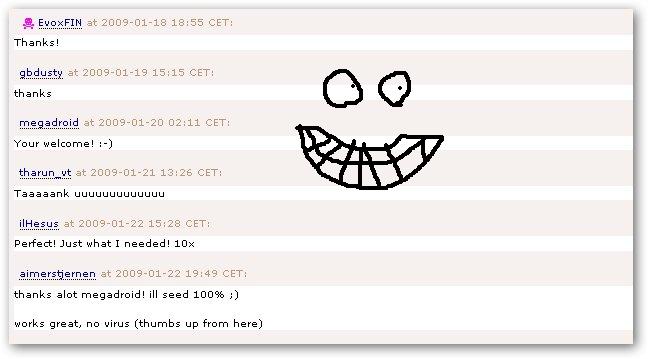 EvoxFIN at 2009-01-18 18:55 CET:
Thanks!
gbdusty at 2009-01-19 15:15 CET:
thanks
megadroid at 2009-01-20 02:11 CET:
Your welcome! :-)
tharun_vt at 2009-01-21 13:26 CET:
Taaaaank uuuuuuuuuuuuu
ilHesus at 2009-01-22 15:28 CET:
Perfect! Just what I needed! 10x
aimerstjernen at 2009-01-22 19:49 CET:
thanks alot megadroid! ill seed 100% ;)
works great, no virus (thumbs up from here)